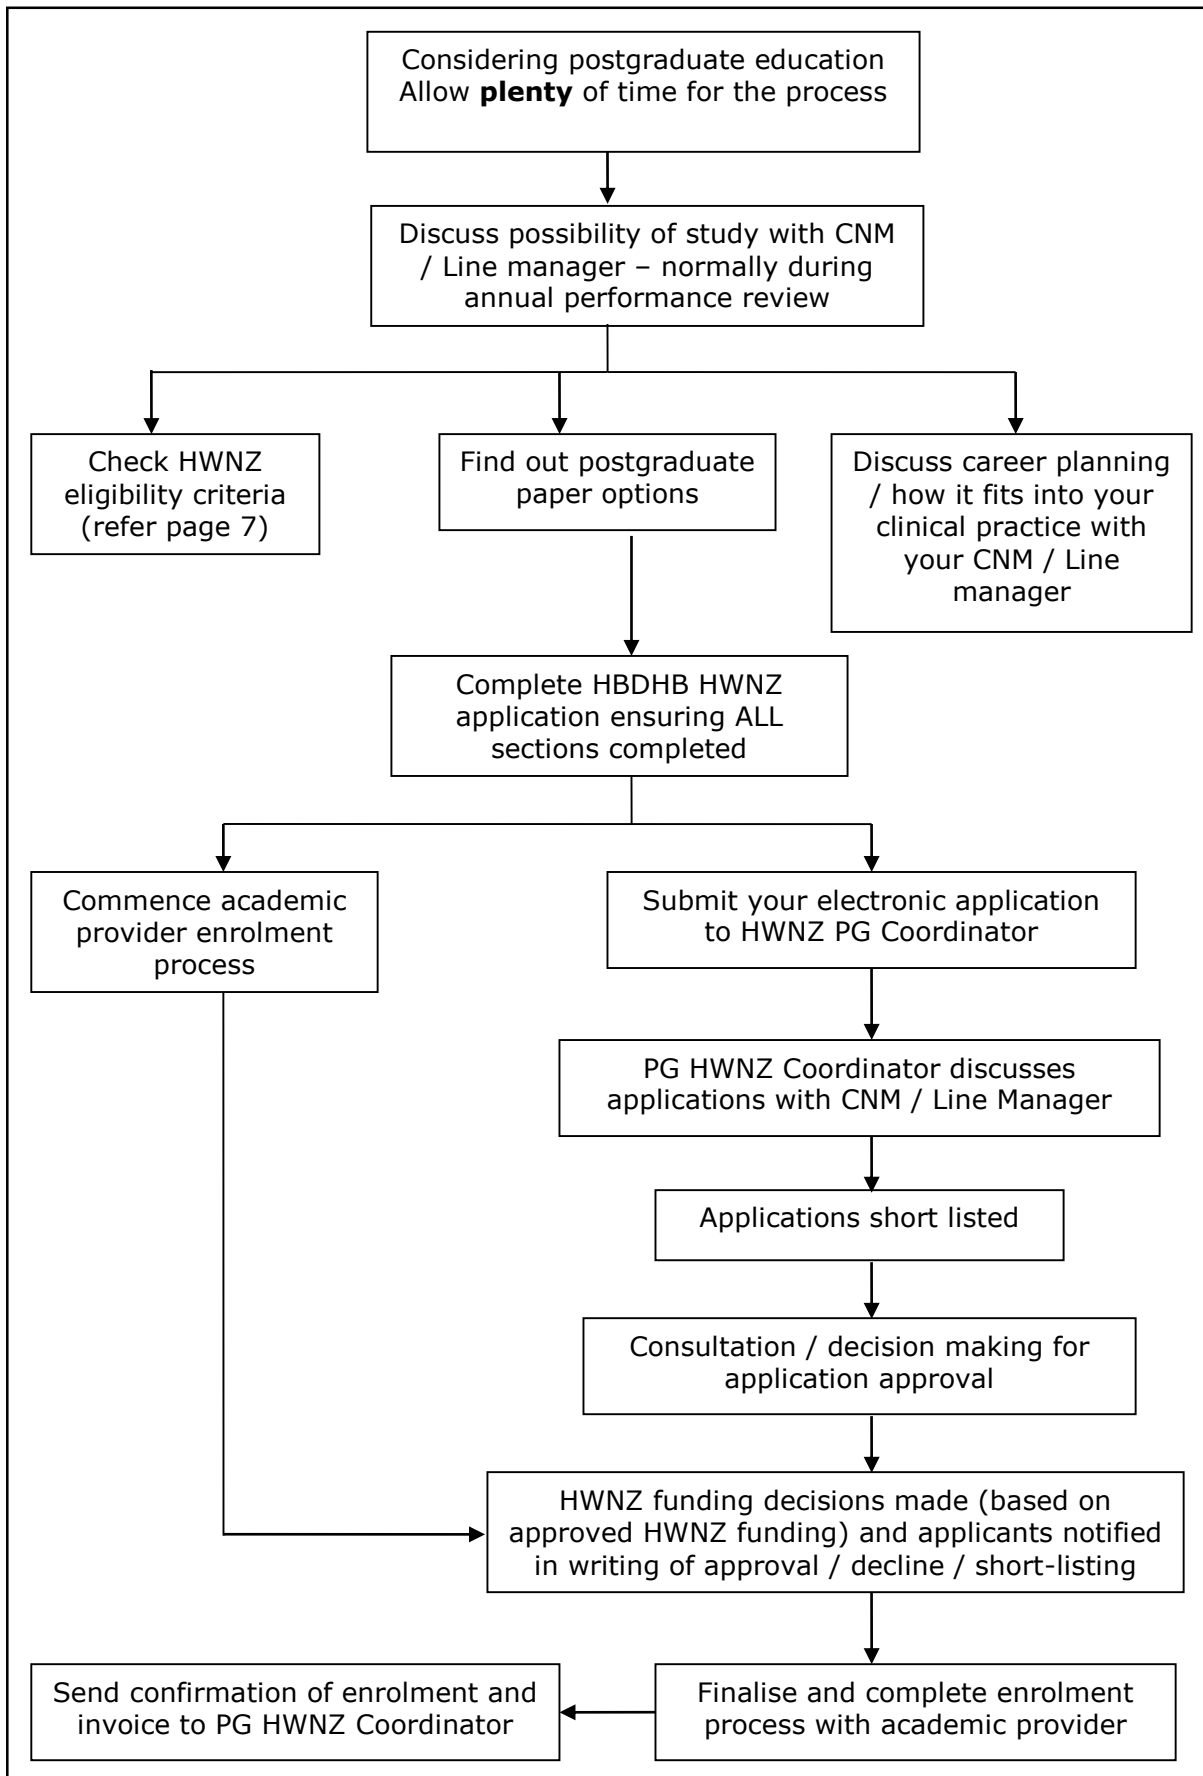 Considering postgraduate education
Allow plenty of time for the process
Discuss possibility of study with CNM
/ Line manager – normally during
annual performance review
Check HWNZ
eligibility criteria
(refer page 7)
Find out postgraduate
paper options
Discuss career planning
/ how it fits into your
clinical practice with
your CNM / Line
manager
Complete HBDHB HWNZ
application ensuring ALL
sections completed
Commence academic
provider enrolment
process
Submit your electronic application
to HWNZ PG Coordinator
PG HWNZ Coordinator discusses
applications with CNM / Line Manager
Applications short listed
Consultation / decision making for
application approval
HWNZ funding decisions made (based on
approved HWNZ funding) and applicants notified
in writing of approval / decline / short-listing
Send confirmation of enrolment and
invoice to PG HWNZ Coordinator
Finalise and complete enrolment
process with academic provider